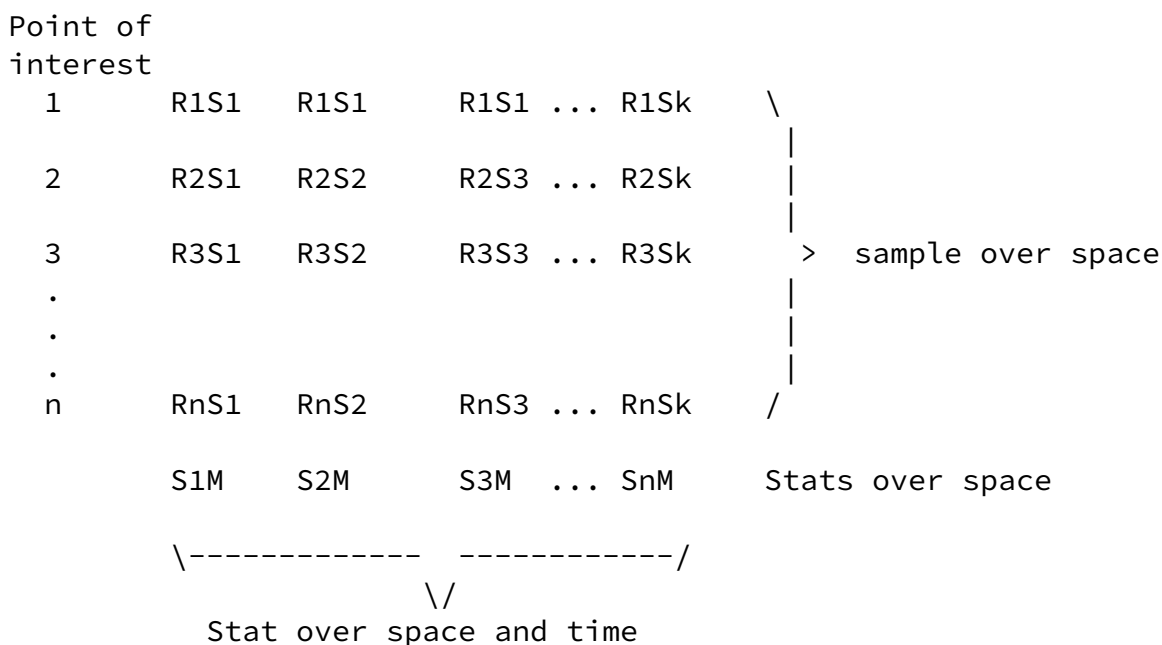 Point of
interest
1 R1S1 R1S1 R1S1 ... R1Sk \
|
2 R2S1 R2S2 R2S3 ... R2Sk |
|
3 R3S1 R3S2 R3S3 ... R3Sk > sample over space
. |
. |
. |
n RnS1 RnS2 RnS3 ... RnSk /
S1M S2M S3M ... SnM Stats over space
\------------- ------------/
\/
Stat over space and time